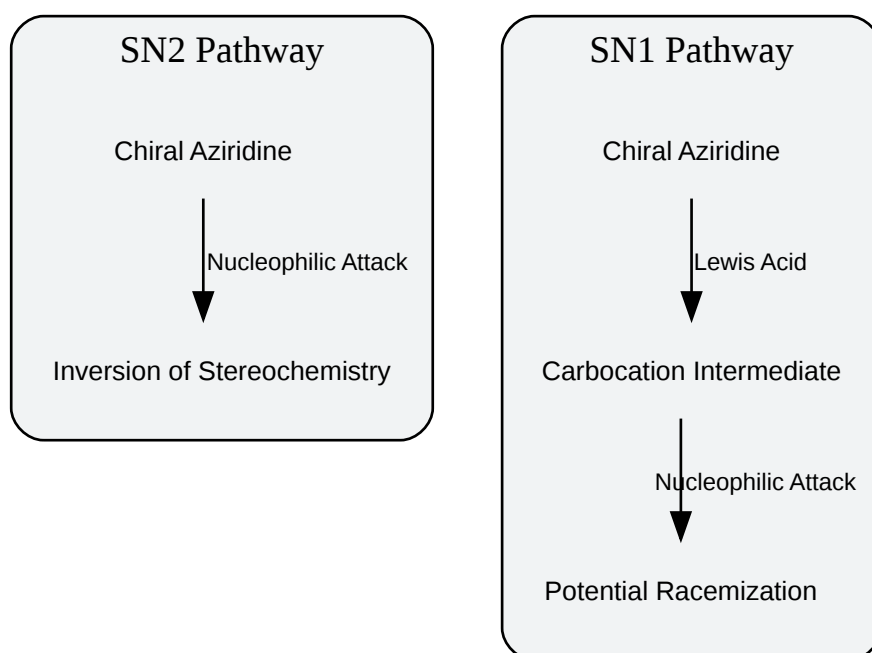 SN2 Pathway
Chiral Aziridine
Nucleophilic Attack
Inversion of Stereochemistry
SN1 Pathway
Chiral Aziridine
Lewis Acid
Carbocation Intermediate
Nucleophilic Attack
Potential Racemization